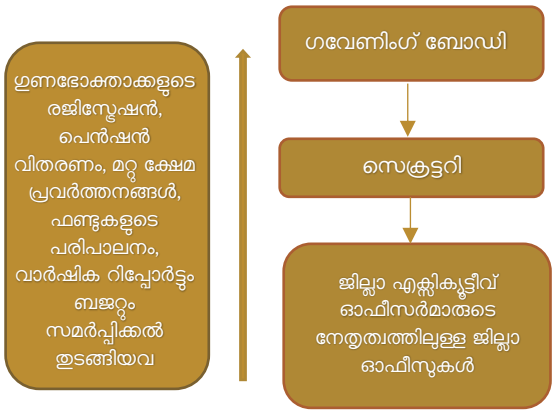 ഗുണഭോക്താക്കളുടെ
രജിസ്ട്രേഷൻ,
പെൻഷൻ
വിതരണം, മറ്റു ക്ഷേമ
പ്രവർത്തനങ്ങൾ,
ഫണ്ടുകളുടെ
പരിപാലനം,
വാർഷിക റിപ്പോർട്ടും
ബജറ്റും
സമർപ്പിക്കൽ
തുടങ്ങിയവ
ഗവേണിംഗ് ബോഡി
സെക്രട്ടറി
ജില്ലാ എക്സിക്യൂട്ടീവ്
ഓഫീസർമാരുടെ
നേതൃത്വത്തിലുള്ള ജില്ലാ
ഓഫീസുകൾ